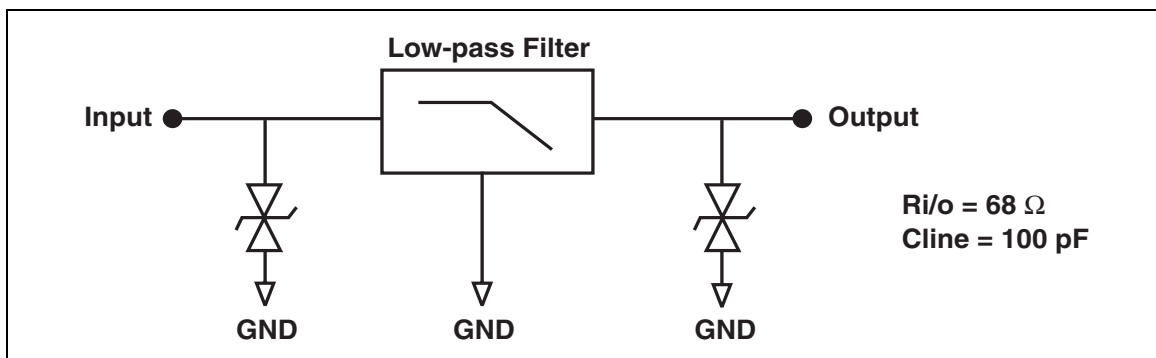 Low-pass Filter
Input
Output
Ri/o = 68 Ω
Cline = 100 pF
GND
GND
GND